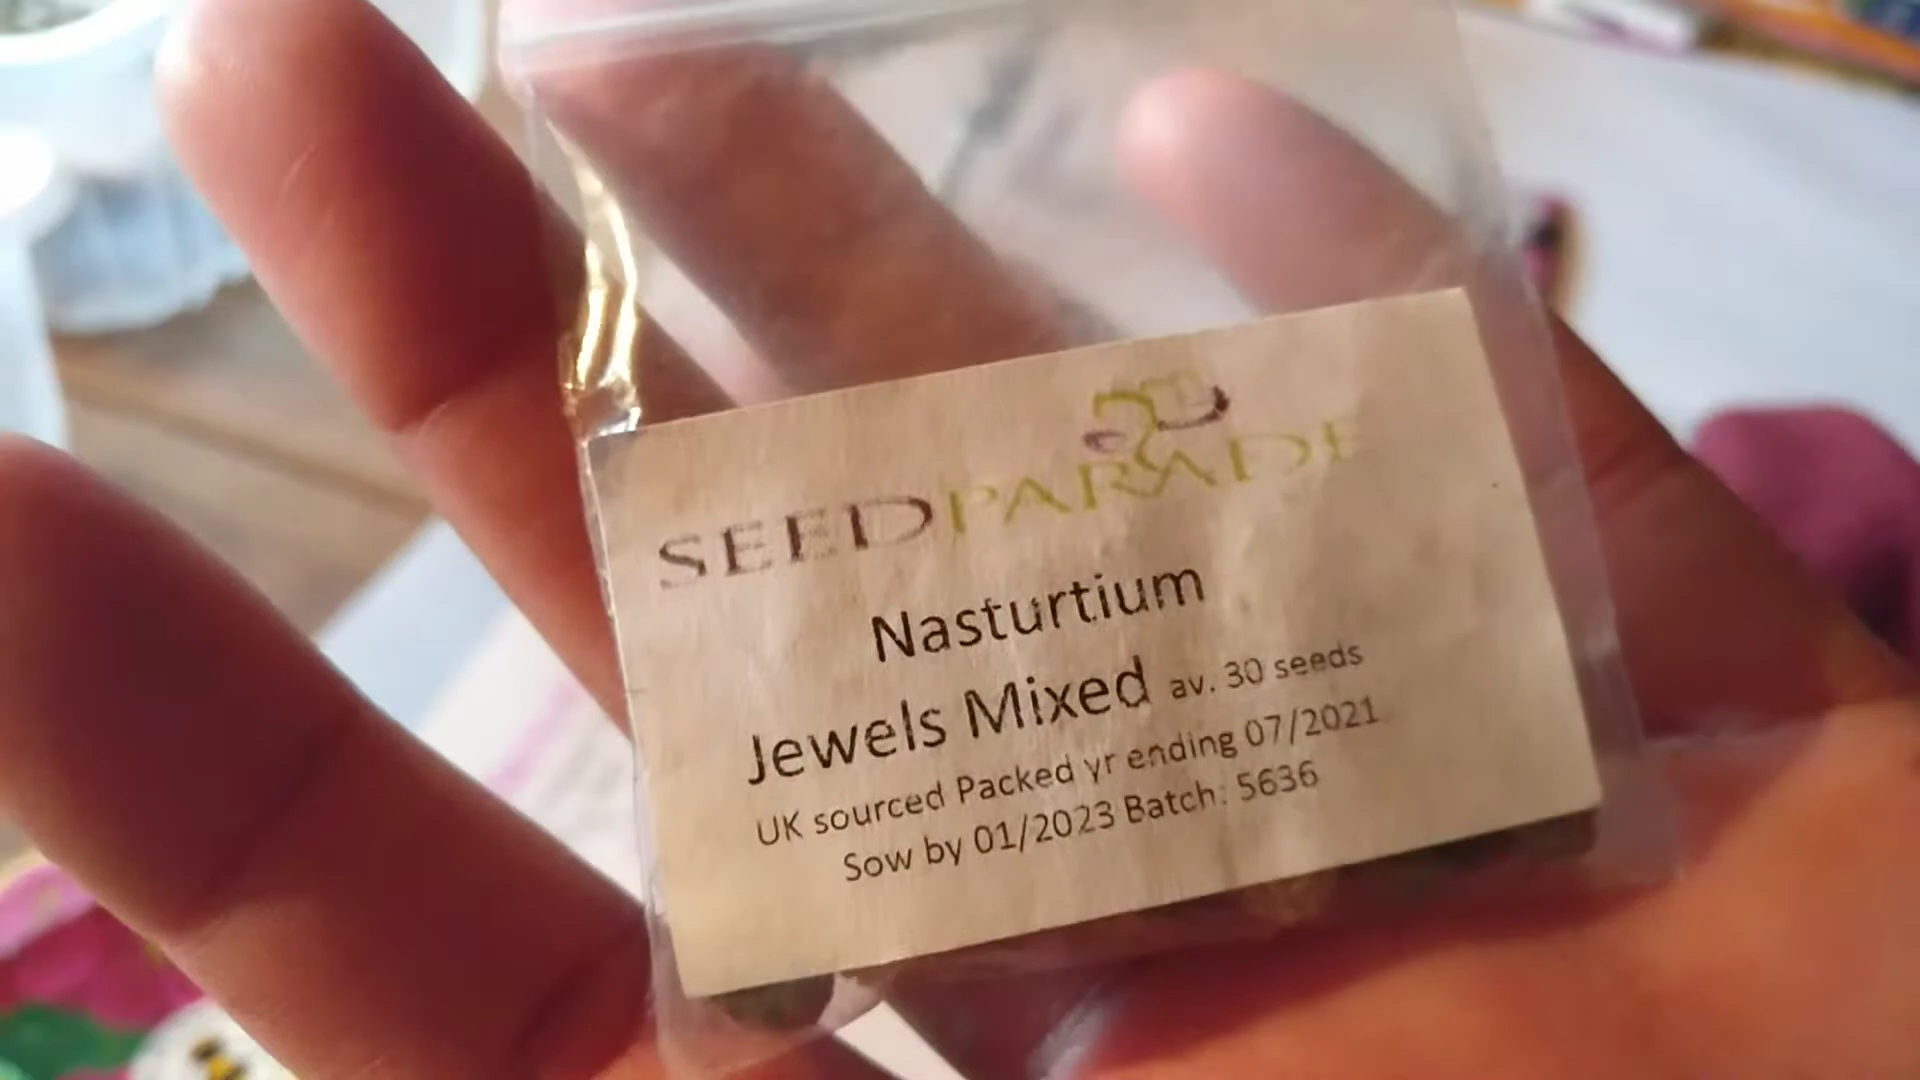 SEEDPARADE
Nasturtium
Jewels Mixed av. 30 seeds
UK sourced Packed yr ending 07/2021
Sow by 01/2023 Batch: 5636